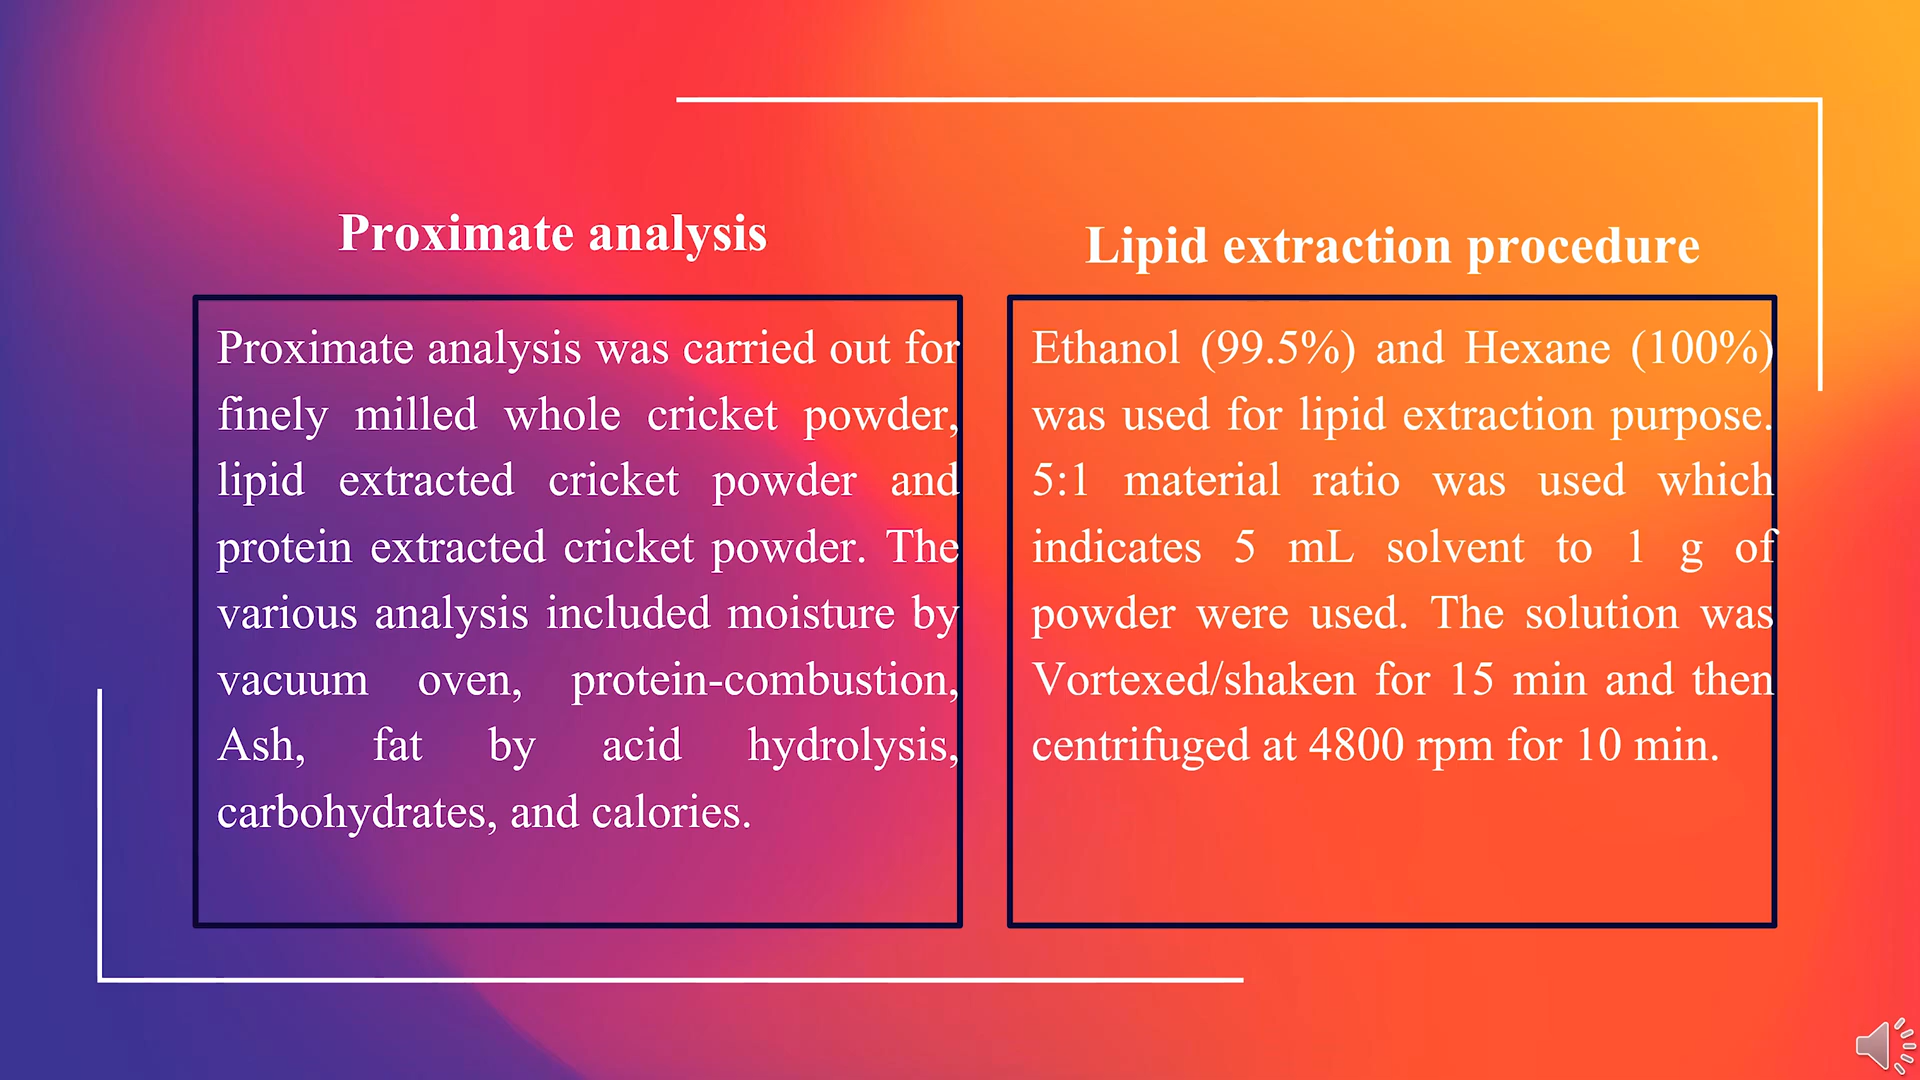 Proximate analysis
Proximate analysis was carried out for
finely milled whole cricket powder,
lipid extracted cricket powder and
protein extracted cricket powder. The
various analysis included moisture by
vacuum oven, protein-combustion,
Ash, fat by acid hydrolysis,
carbohydrates, and calories.
Lipid extraction procedure
Ethanol (99.5%) and Hexane (100%)
was used for lipid extraction purpose.
5:1 material ratio was used which
indicates 5 mL solvent to 1 g of
powder were used. The solution was
Vortexed/shaken for 15 min and then
centrifuged at 4800 rpm for 10 min.